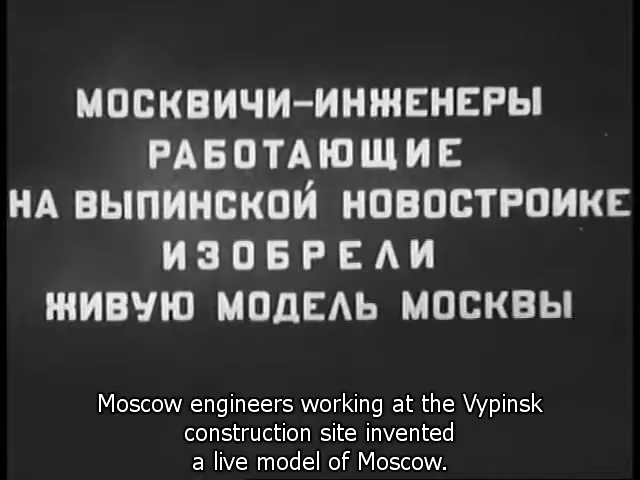 МОСКВИЧИ–ИНЖЕНЕРЫ
РАБОТАЮЩИЕ
НА ВЫПИНСКОЙ НОВОСТРОЙКЕ
ИЗОБРЕЛИ
ЖИВУЮ МОДЕЛЬ МОСКВЫ
Moscow engineers working at the Vypinsk
construction site invented
a live model of Moscow.